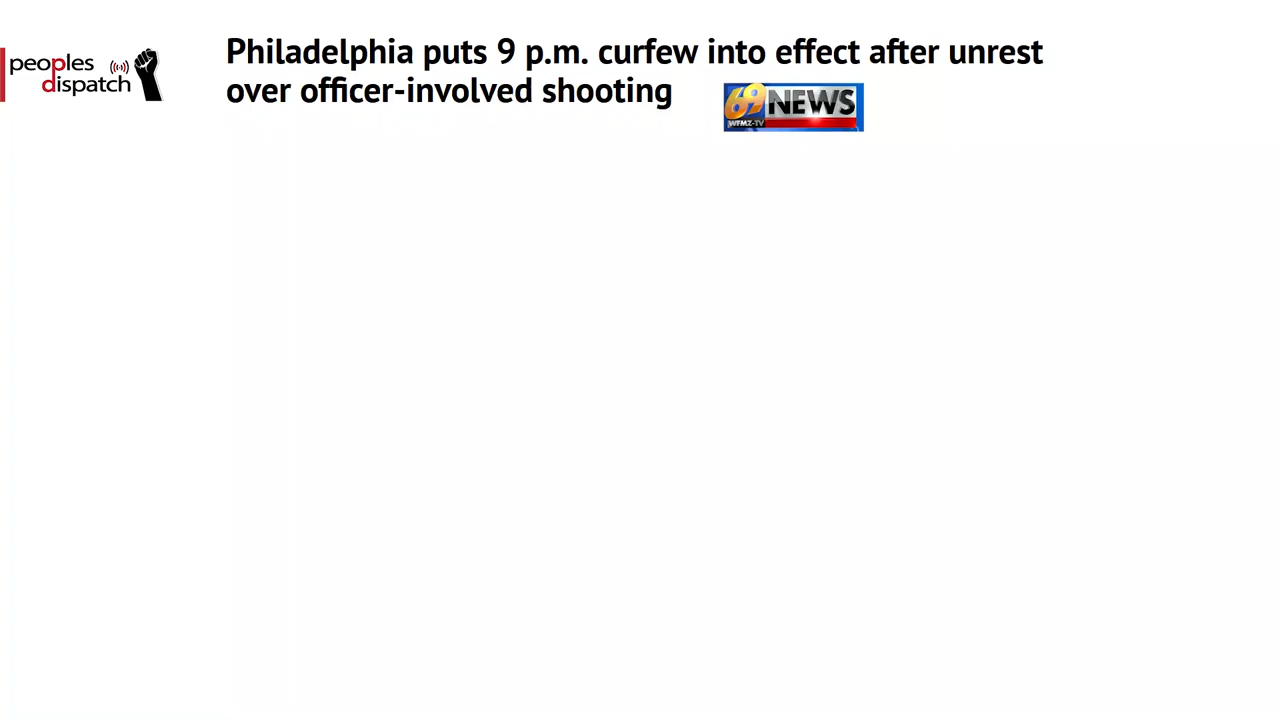 peoples
dispatch
Philadelphia puts 9 p.m. curfew into effect after unrest
over officer-involved shooting
69 NEWS
WFMZ-TV